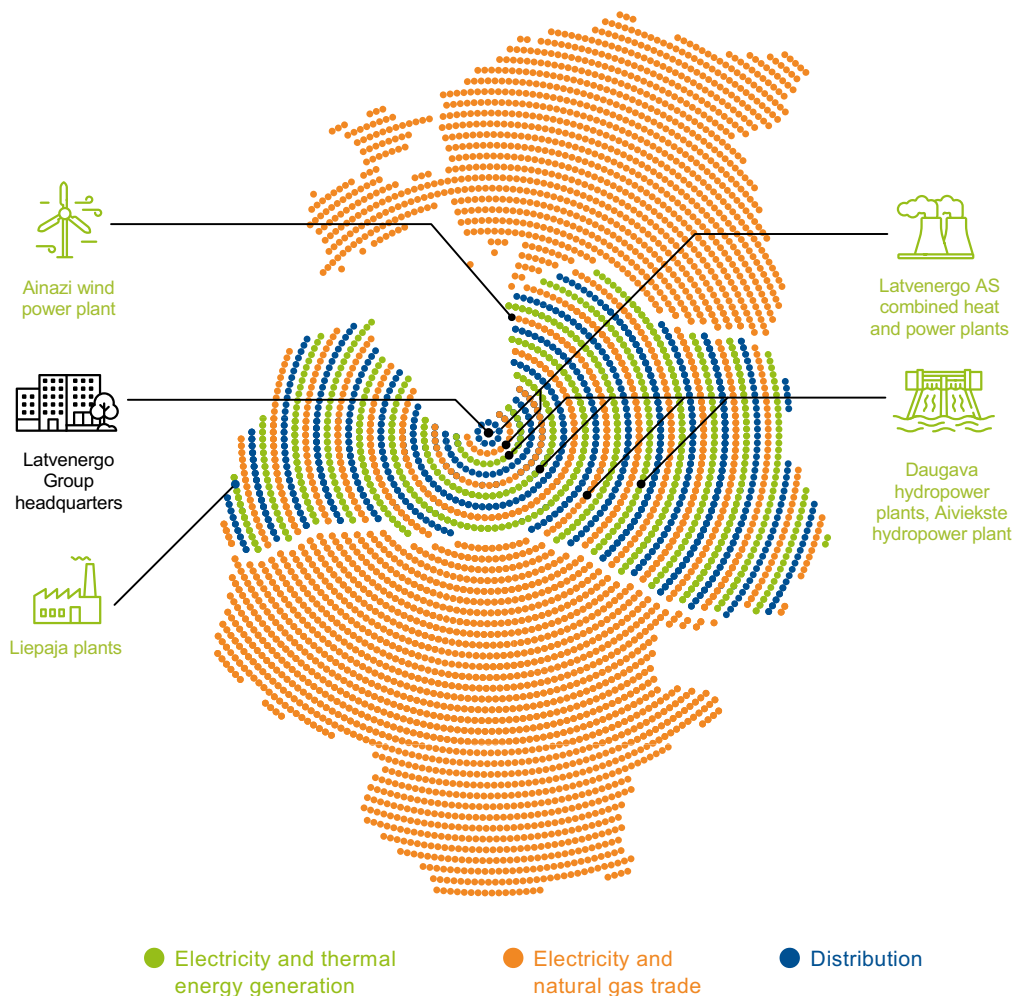 Ainazi wind
power plant
Latvenergo AS
combined heat
and power plants
Latvenergo
Group
headquarters
Daugava
hydropower
plants, Aiviekste
hydropower plant
Liepaja plants
Electricity and thermal
energy generation
Electricity and
natural gas trade
Distribution